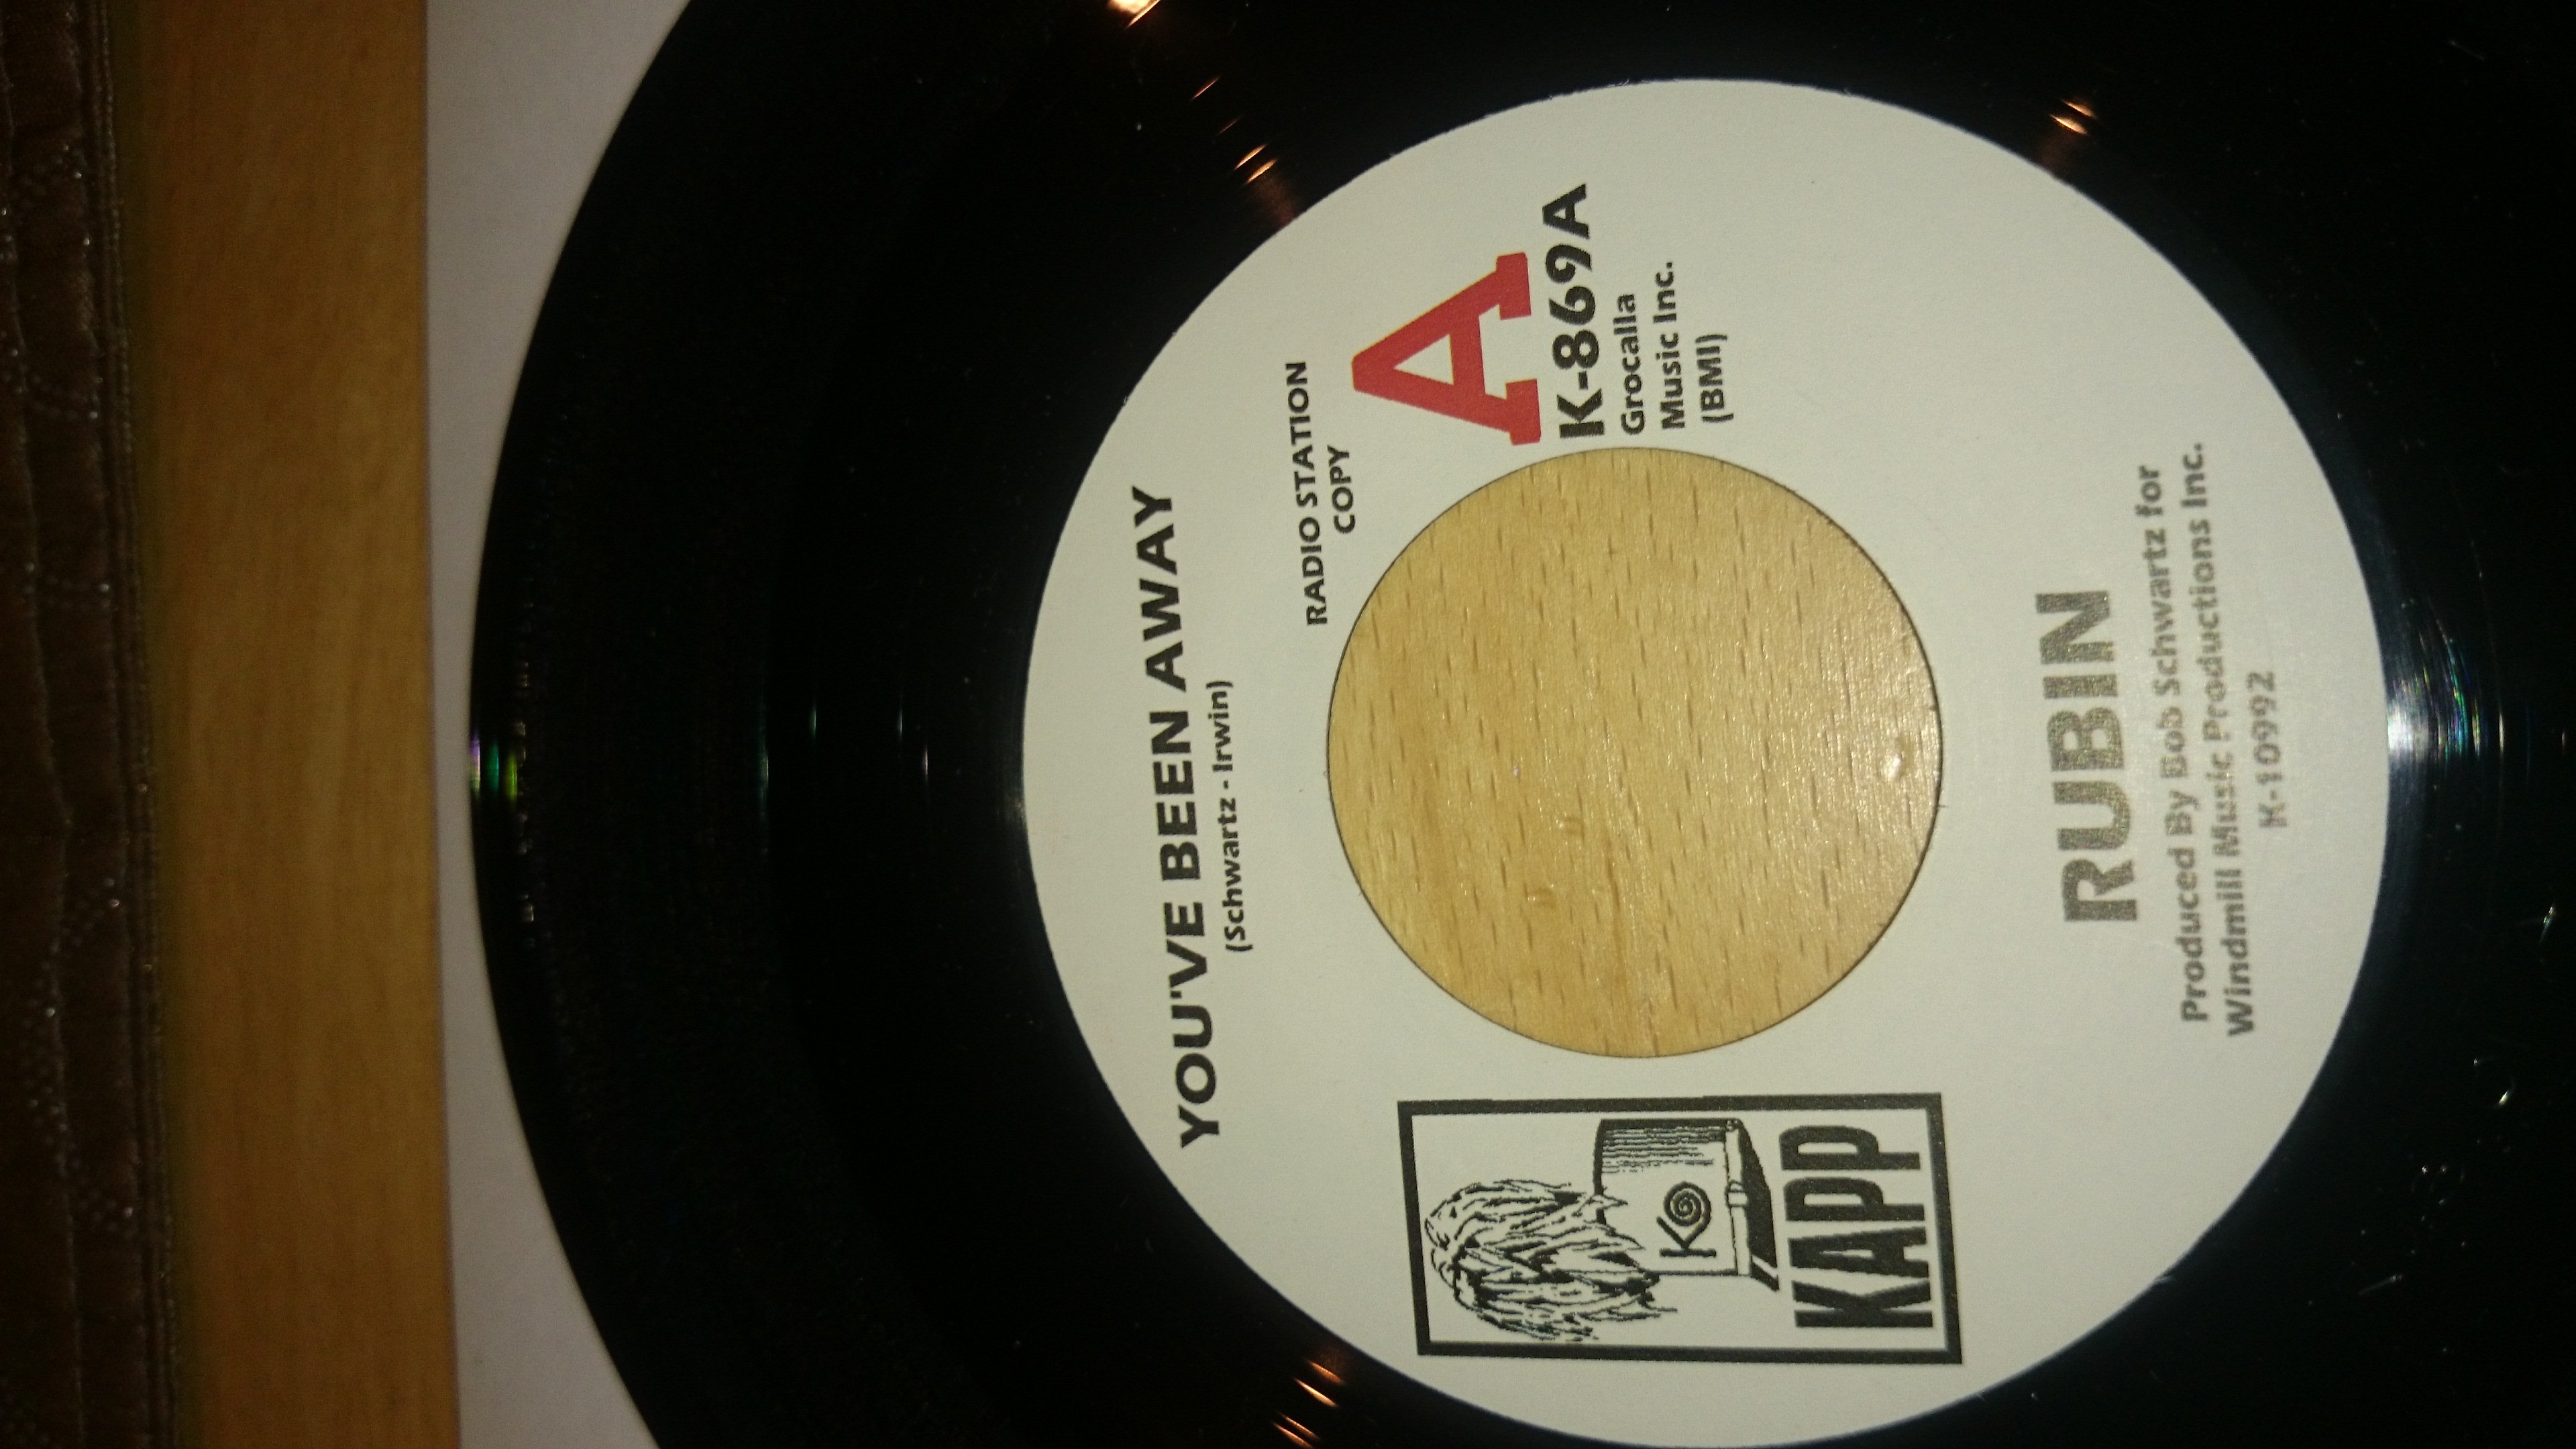 YOU'VE BEEN AWAY
(Schwartz - Irwin)
RADIO STATION
COPY
A
K-869A
Grocalla
Music Inc.
(BMI)
K
KAPP
RUBIN
Produced By Bob Schwartz for
Windmill Music Productions Inc.
K-10992